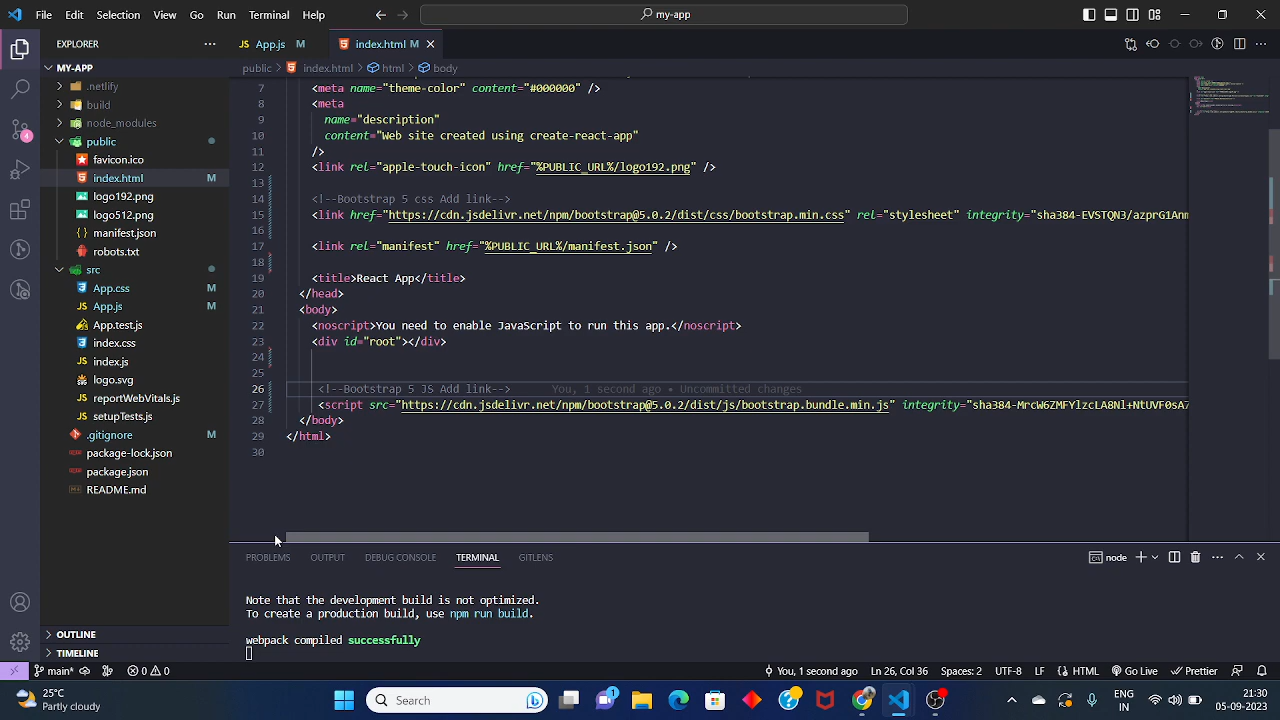 File Edit Selection View Go Run Terminal Help
my-app
EXPLORER
App.js M
index.html M
MY-APP
public > index.html > html > body
.netlify
build
node_modules
public
favicon.ico
index.html M
logo192.png
logo512.png
manifest.json
robots.txt
src
App.css M
App.js M
App.test.js
index.css
index.js
logo.svg
reportWebVitals.js
setupTests.js
.gitignore
package-lock.json
package.json
README.md
OUTLINE
TIMELINE
4
7 <meta name="theme-color" content="#000000" />
8 <meta
9 name="description"
10 content="Web site created using create-react-app"
11 />
12 <link rel="apple-touch-icon" href="%PUBLIC_URL%/logo192.png" />
13
14 <!--Bootstrap 5 css Add link-->
15 <link href="https://cdn.jsdelivr.net/npm/bootstrap@5.0.2/dist/css/bootstrap.min.css" rel="stylesheet" integrity="sha384-EVSTQN3/azprG1Anm
16
17 <link rel="manifest" href="%PUBLIC_URL%/manifest.json" />
18
19 <title>React App</title>
20 </head>
21 <body>
22 <noscript>You need to enable JavaScript to run this app.</noscript>
23 <div id="root"></div>
24
25
26 <!--Bootstrap 5 JS Add link--> You, 1 second ago • Uncommitted changes
27 <script src="https://cdn.jsdelivr.net/npm/bootstrap@5.0.2/dist/js/bootstrap.bundle.min.js" integrity="sha384-MrcW6ZMFYlzcLA8Nl+NtUVF0sA7
28 </body>
29 </html>
30
PROBLEMS OUTPUT DEBUG CONSOLE TERMINAL GITLENS
node
Note that the development build is not optimized.
To create a production build, use npm run build.
webpack compiled successfully
main* 0 0 You, 1 second ago Ln 26, Col 36 Spaces: 2 UTF-8 LF {} HTML Go Live Prettier
25°C
Partly cloudy
Search
1
ENG
IN
21:30
05-09-2023